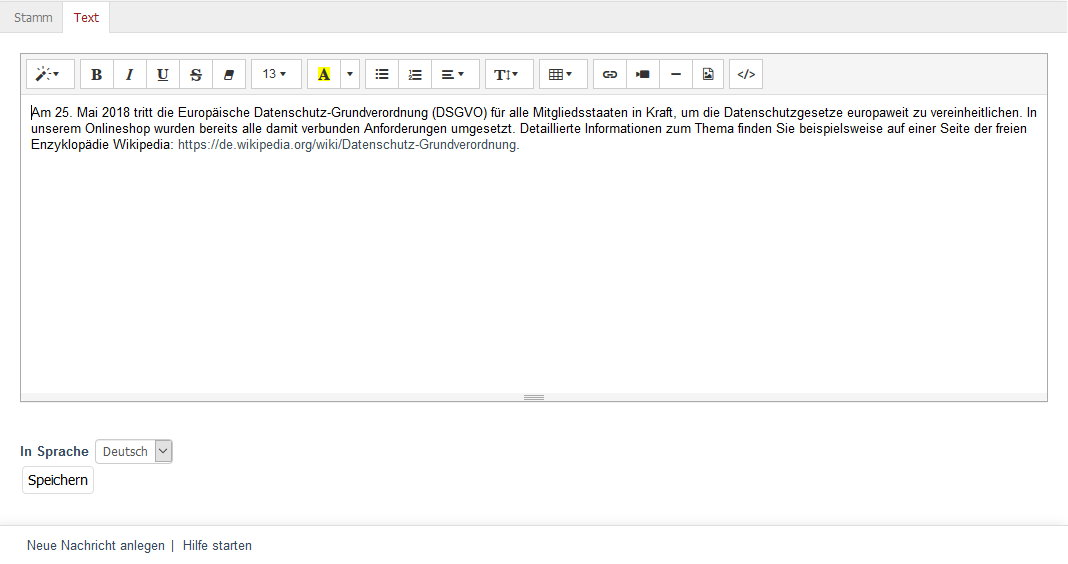 Stamm Text
B I U S 13 A T </>
Am 25. Mai 2018 tritt die Europäische Datenschutz-Grundverordnung (DSGVO) für alle Mitgliedsstaaten in Kraft, um die Datenschutzgesetze europaweit zu vereinheitlichen. In
unserem Onlineshop wurden bereits alle damit verbunden Anforderungen umgesetzt. Detaillierte Informationen zum Thema finden Sie beispielsweise auf einer Seite der freien
Enzyklopädie Wikipedia: https://de.wikipedia.org/wiki/Datenschutz-Grundverordnung.
In Sprache Deutsch
Speichern
Neue Nachricht anlegen | Hilfe starten